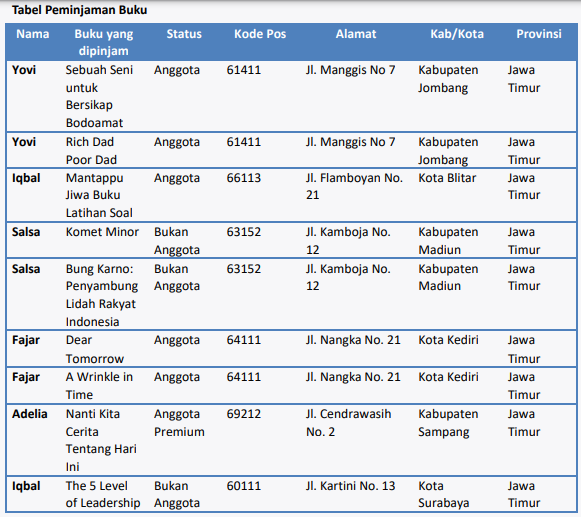 Tabel Peminjaman Buku
Nama Buku yang dipinjam Status Kode Pos Alamat Kab/Kota Provinsi
Yovi Sebuah Seni untuk Bersikap Bodoamat Anggota 61411 Jl. Manggis No 7 Kabupaten Jombang Jawa Timur
Yovi Rich Dad Poor Dad Anggota 61411 Jl. Manggis No 7 Kabupaten Jombang Jawa Timur
Iqbal Mantappu Jiwa Buku Latihan Soal Anggota 66113 Jl. Flamboyan No. 21 Kota Blitar Jawa Timur
Salsa Komet Minor Bukan Anggota 63152 Jl. Kamboja No. 12 Kabupaten Madiun Jawa Timur
Salsa Bung Karno: Penyambung Lidah Rakyat Indonesia Bukan Anggota 63152 Jl. Kamboja No. 12 Kabupaten Madiun Jawa Timur
Fajar Dear Tomorrow Anggota 64111 Jl. Nangka No. 21 Kota Kediri Jawa Timur
Fajar A Wrinkle in Time Anggota 64111 Jl. Nangka No. 21 Kota Kediri Jawa Timur
Adelia Nanti Kita Cerita Tentang Hari Ini Anggota Premium 69212 Jl. Cendrawasih No. 2 Kabupaten Sampang Jawa Timur
Iqbal The 5 Level of Leadership Bukan Anggota 60111 Jl. Kartini No. 13 Kota Surabaya Jawa Timur